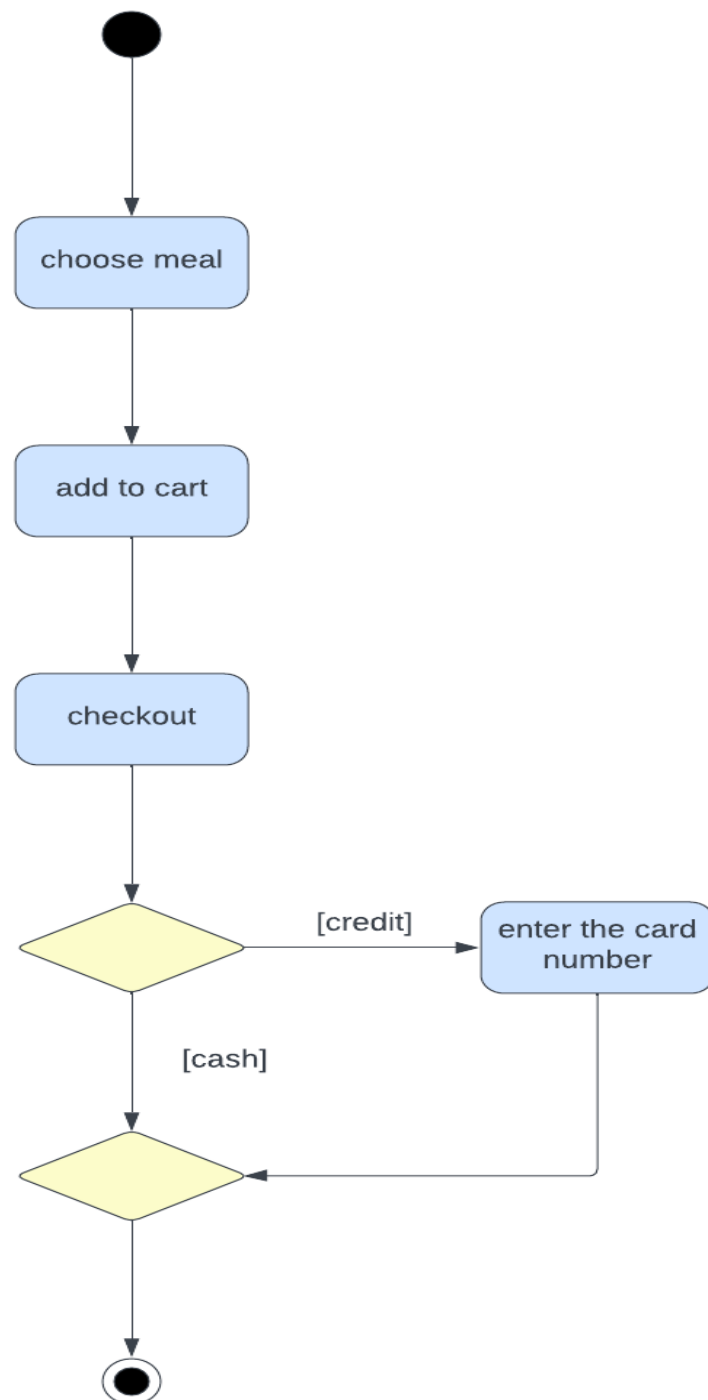 choose meal
add to cart
checkout
[credit]
enter the card
number
[cash]